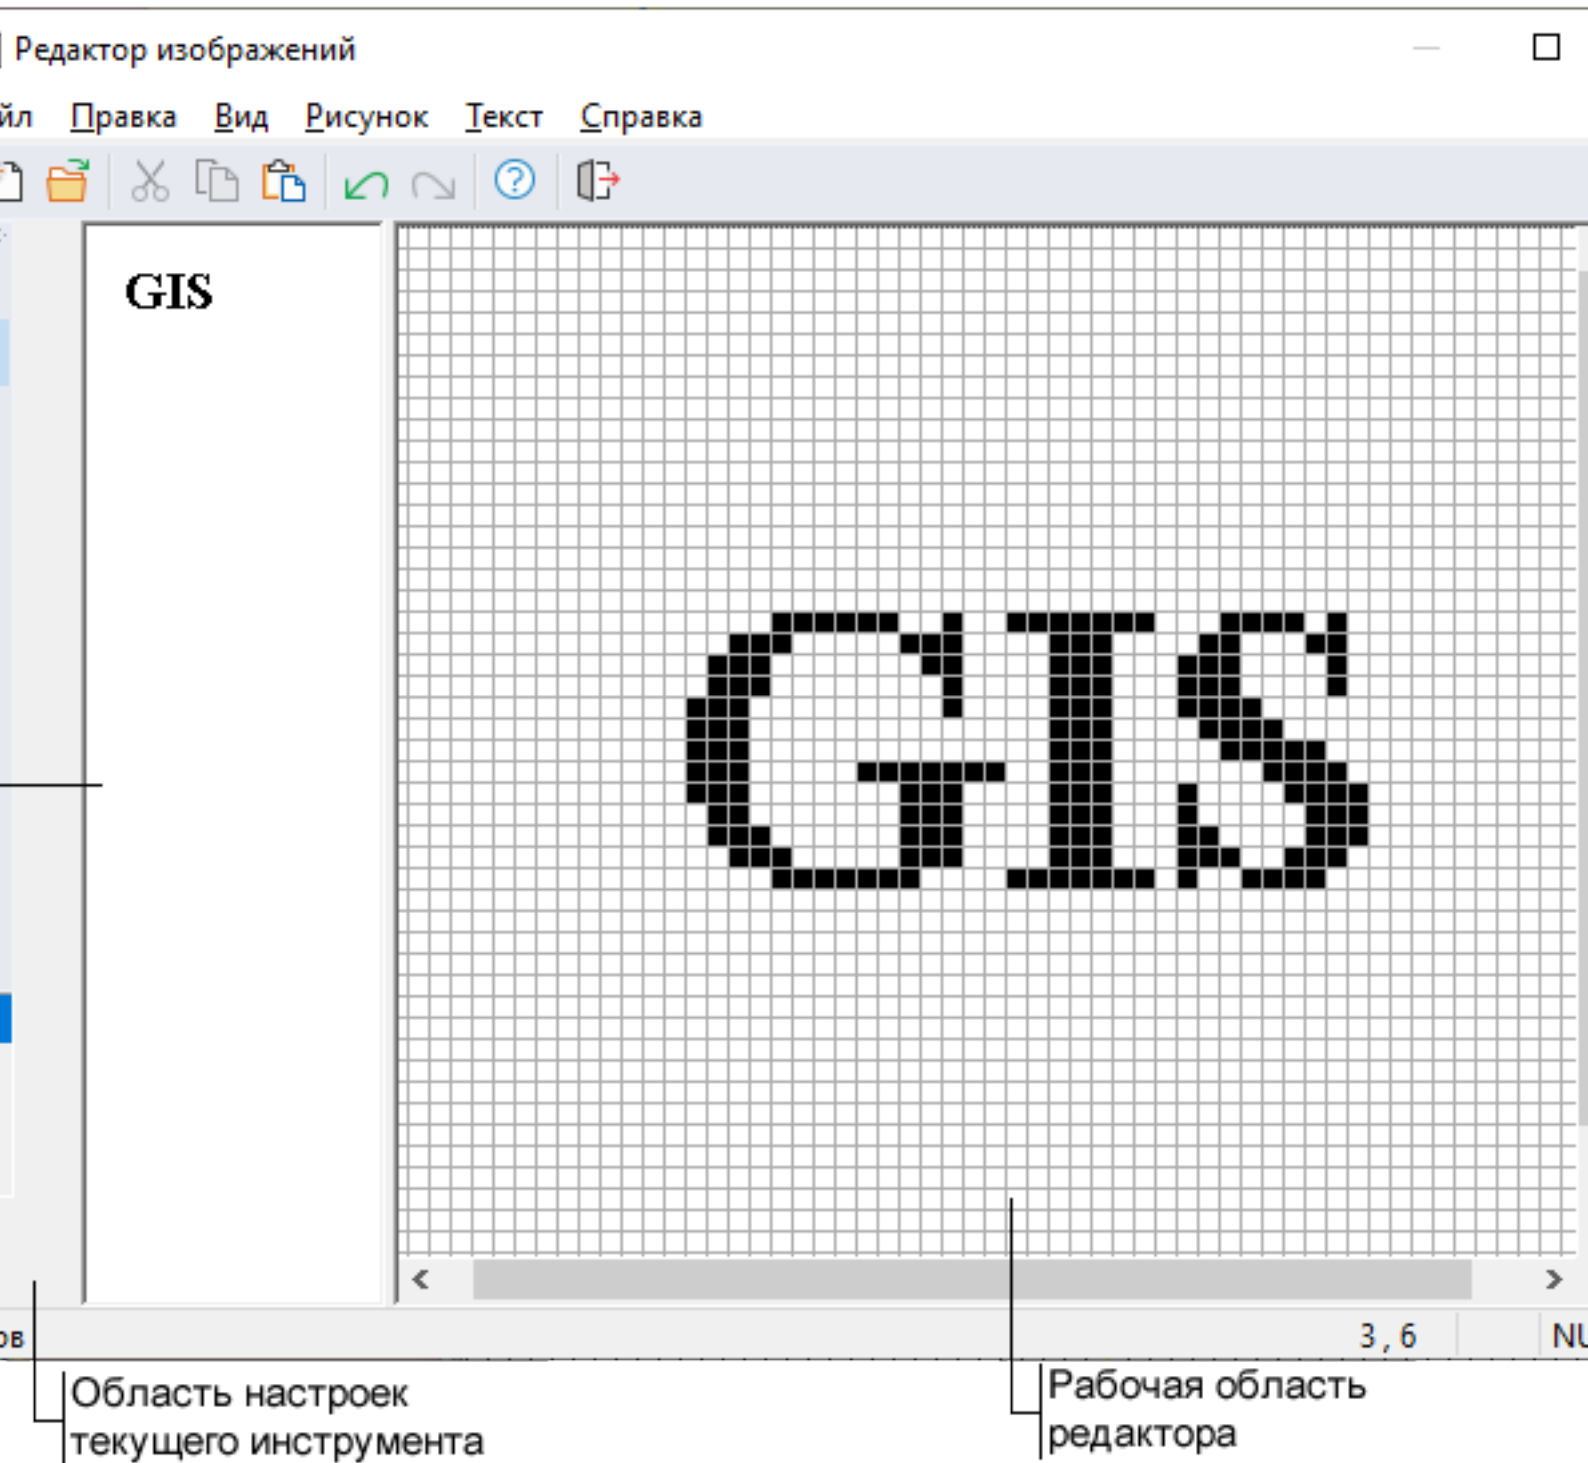 Редактор изображений
йл Правка Вид Рисунок Текст Справка
GIS
GIS
ов
3,6
NU
Область настроек
текущего инструмента
Рабочая область
редактора